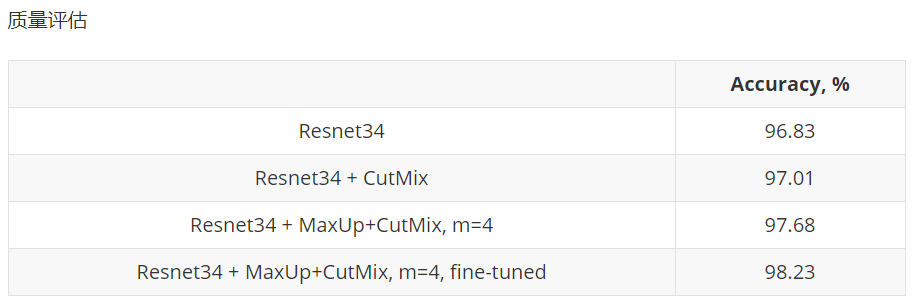 质量评估
Accuracy, %
Resnet34 96.83
Resnet34 + CutMix 97.01
Resnet34 + MaxUp+CutMix, m=4 97.68
Resnet34 + MaxUp+CutMix, m=4, fine-tuned 98.23